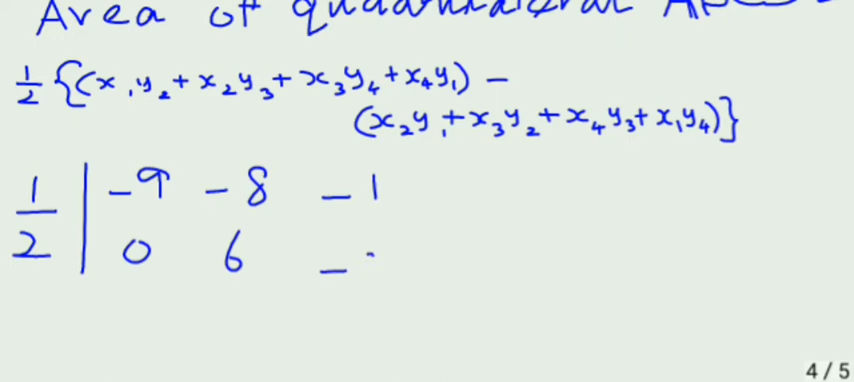 Area of quadrilateral
1/2 {(x₁y₂+x₂y₃+x₃y₄+x₄y₁) −
(x₂y₁+x₃y₂+x₄y₃+x₁y₄)}
1/2 | −9 −8 −1
0 6 −
4 / 5